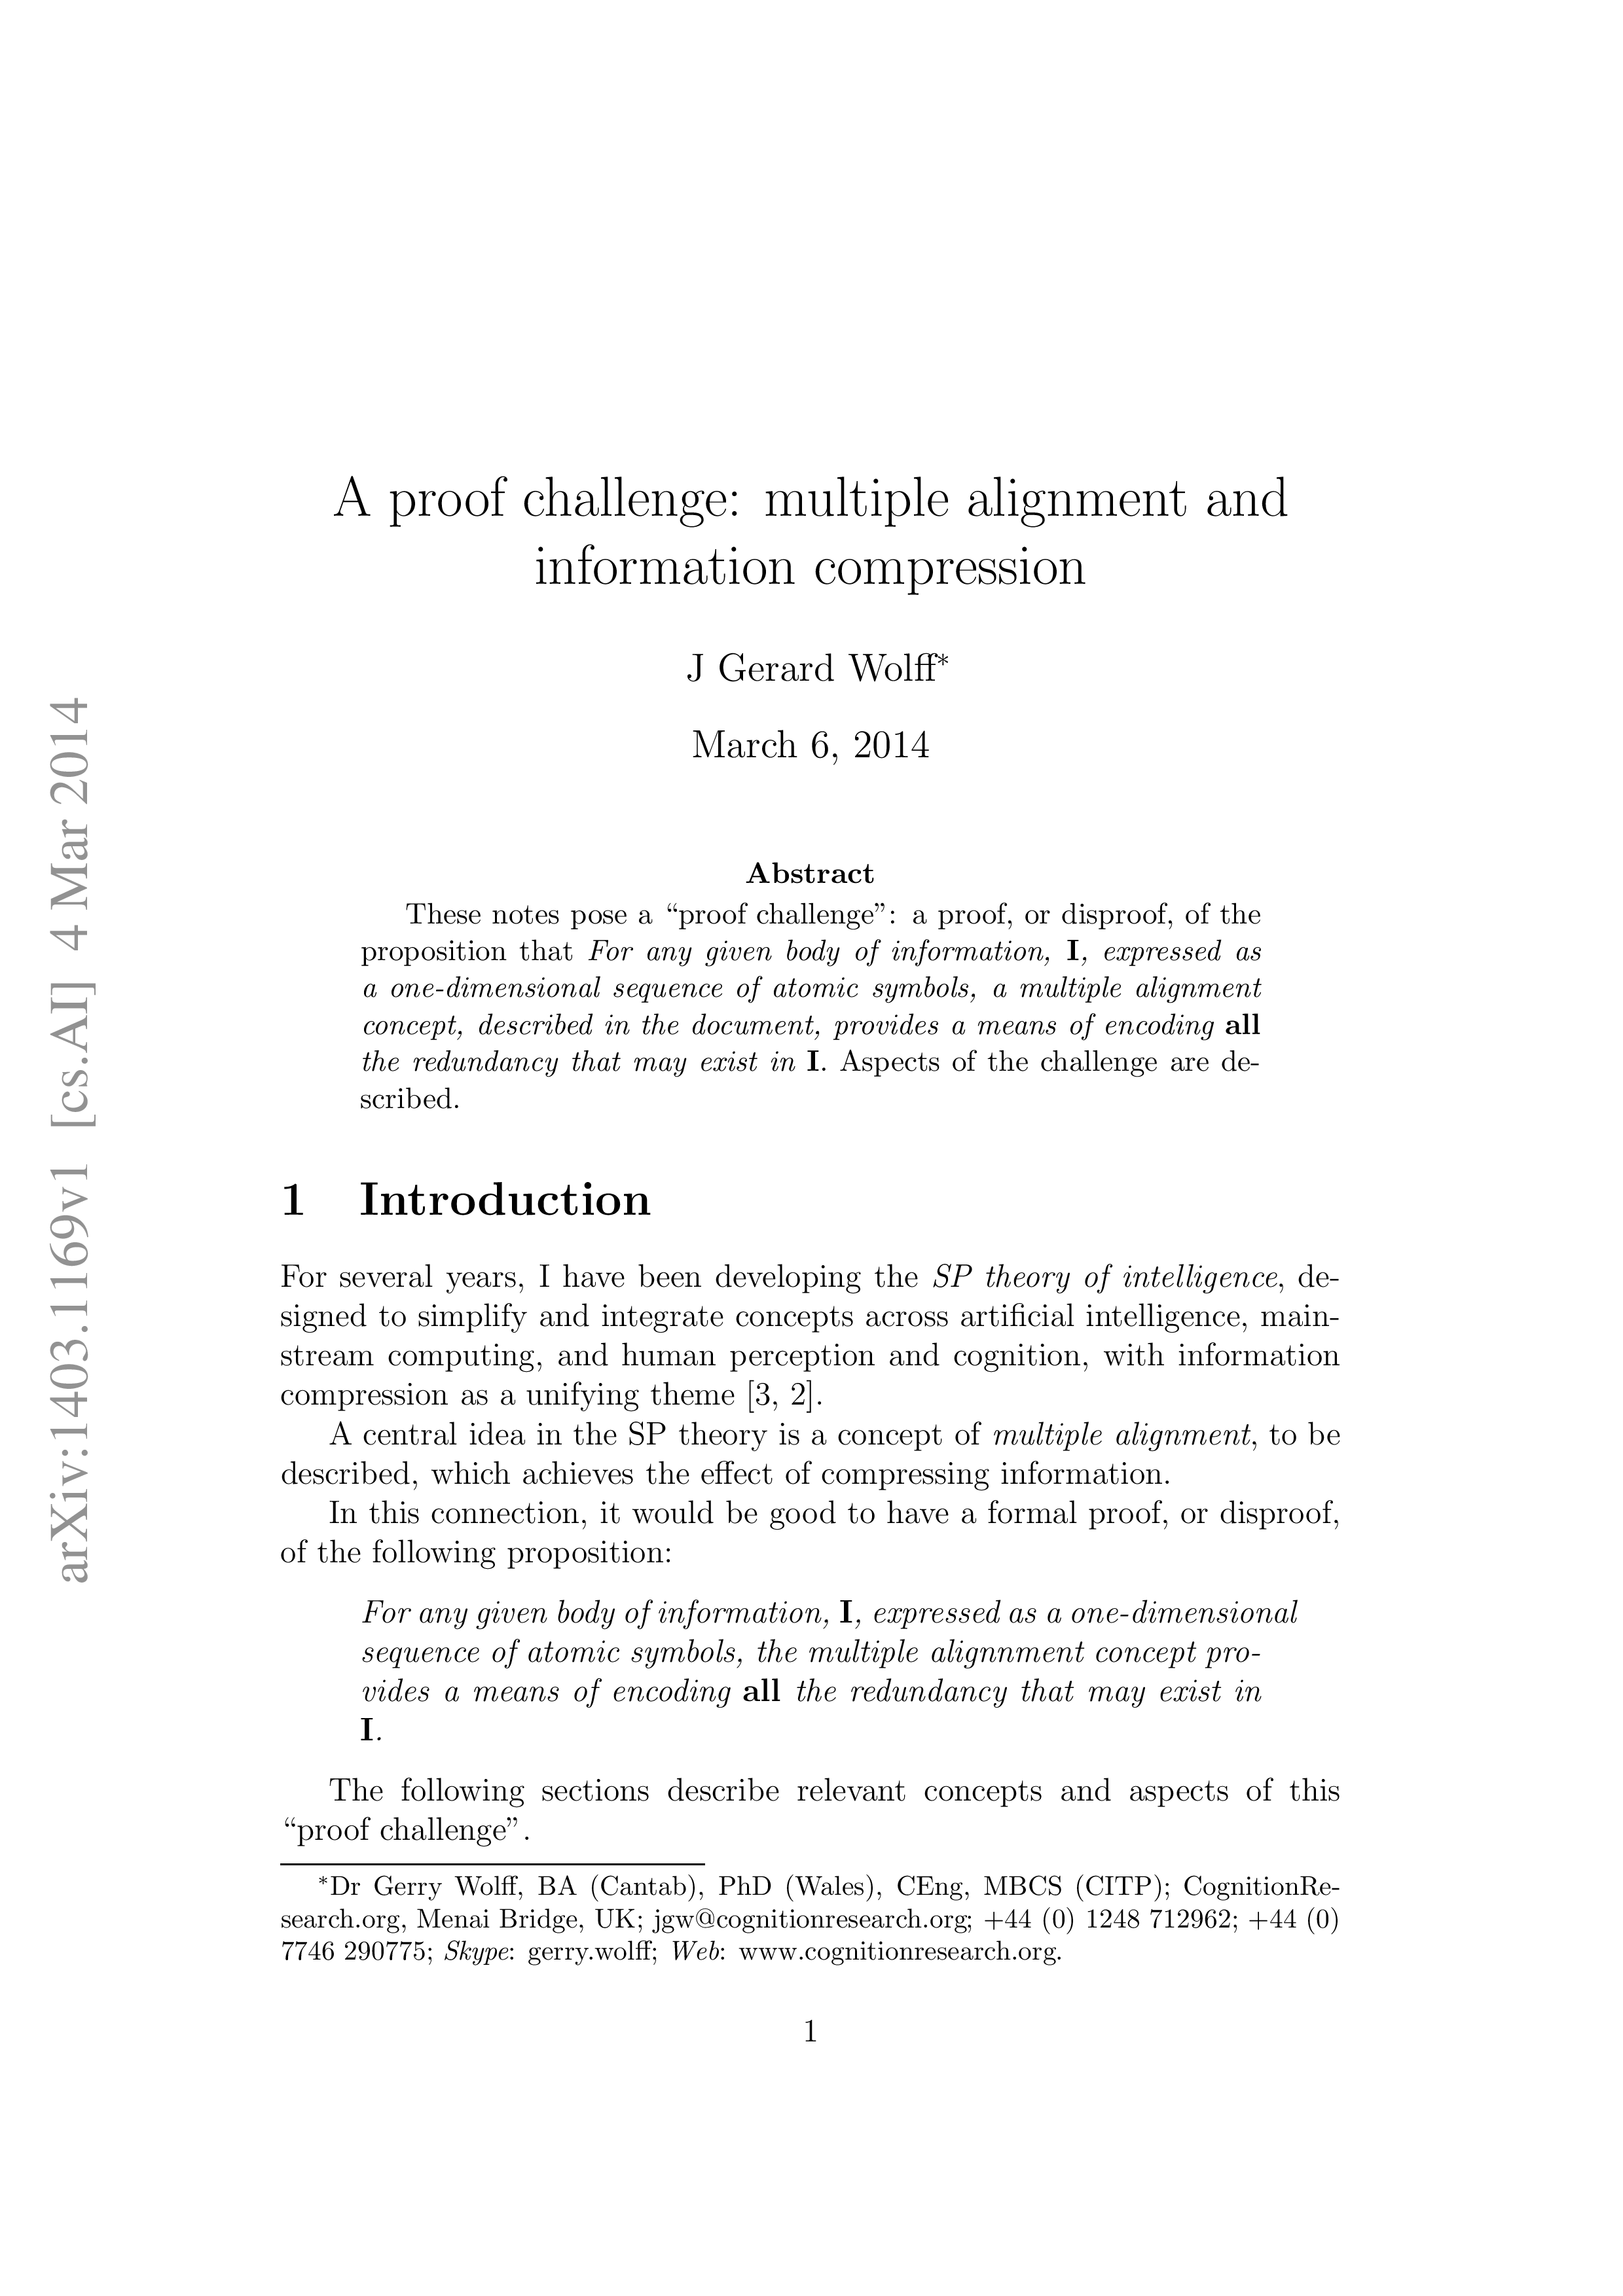 A proof challenge: multiple alignment and
information compression
J Gerard Wolff*
March 6, 2014
Abstract
These notes pose a “proof challenge”: a proof, or disproof, of the
proposition that For any given body of information, I, expressed as
a one-dimensional sequence of atomic symbols, a multiple alignment
concept, described in the document, provides a means of encoding all
the redundancy that may exist in I. Aspects of the challenge are de-
scribed.
1 Introduction
For several years, I have been developing the SP theory of intelligence, de-
signed to simplify and integrate concepts across artificial intelligence, main-
stream computing, and human perception and cognition, with information
compression as a unifying theme [3, 2].
A central idea in the SP theory is a concept of multiple alignment, to be
described, which achieves the effect of compressing information.
In this connection, it would be good to have a formal proof, or disproof,
of the following proposition:
For any given body of information, I, expressed as a one-dimensional
sequence of atomic symbols, the multiple alignnment concept pro-
vides a means of encoding all the redundancy that may exist in
I.
The following sections describe relevant concepts and aspects of this
“proof challenge”.
*Dr Gerry Wolff, BA (Cantab), PhD (Wales), CEng, MBCS (CITP); CognitionRe-
search.org, Menai Bridge, UK; jgw@cognitionresearch.org; +44 (0) 1248 712962; +44 (0)
7746 290775; Skype: gerry.wolff; Web: www.cognitionresearch.org.
1
arXiv:1403.1169v1 [cs.AI] 4 Mar 2014